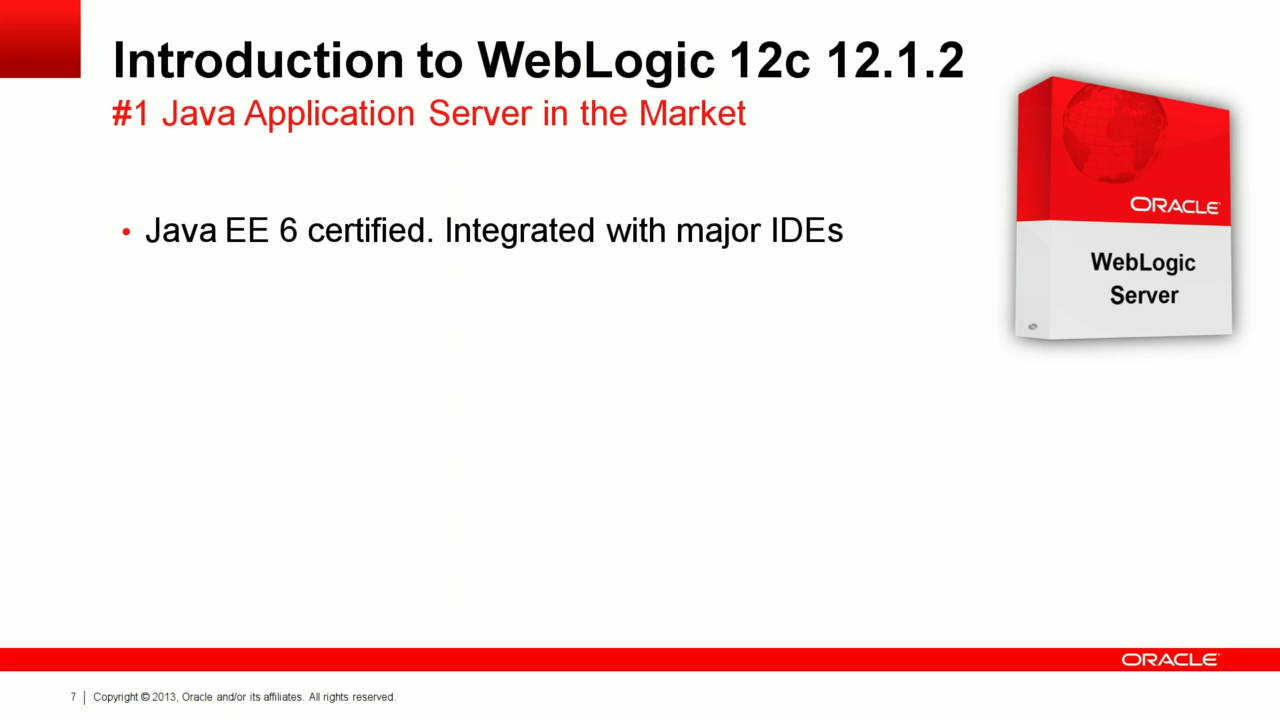 Introduction to WebLogic 12c 12.1.2
#1 Java Application Server in the Market
• Java EE 6 certified. Integrated with major IDEs
ORACLE
WebLogic
Server
ORACLE
7 | Copyright © 2013, Oracle and/or its affiliates. All rights reserved.